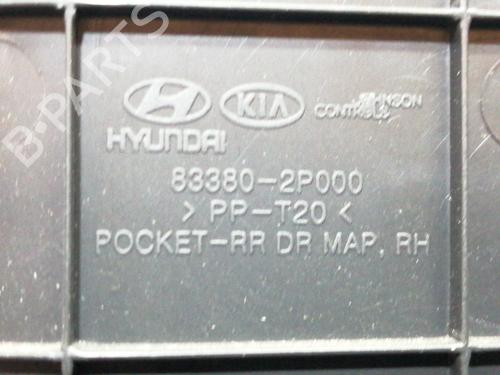 B-PARTS
HYUNDAI
KIA
JOHNSON
CONTROLS
83380-2P000
> PP-T20 <
POCKET-RR DR MAP, RH